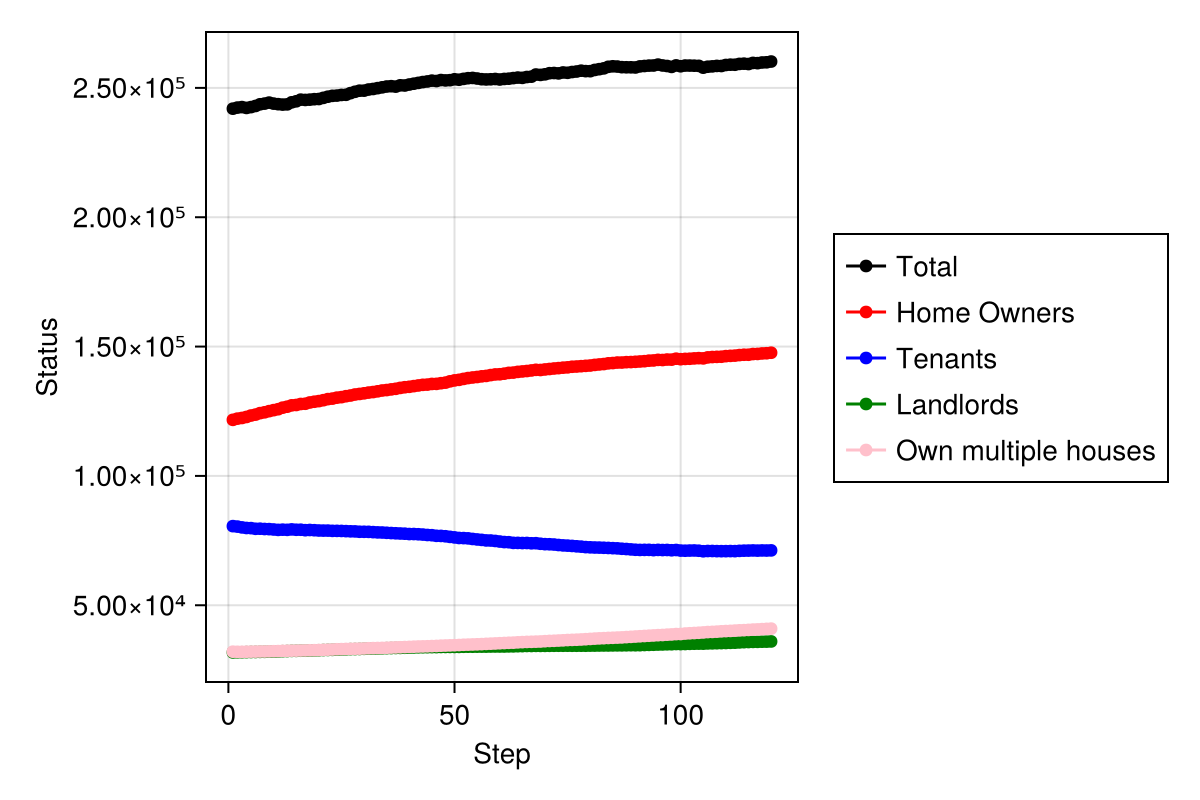 2.50×10⁵
2.00×10⁵
1.50×10⁵
1.00×10⁵
5.00×10⁴
Status
0
50
100
Step
Total
Home Owners
Tenants
Landlords
Own multiple houses